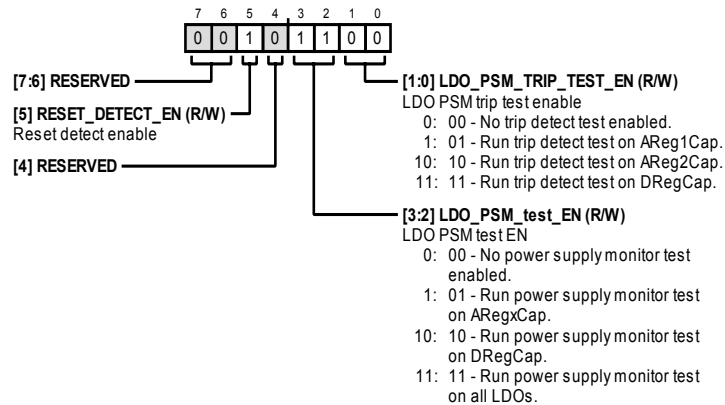 7 6 5 4 3 2 1 0
0 0 1 0 1 1 0 0
[7:6] RESERVED
[5] RESET_DETECT_EN (R/W)
Reset detect enable
[4] RESERVED
[1:0] LDO_PSM_TRIP_TEST_EN (R/W)
LDO PSM trip test enable
0: 00 - No trip detect test enabled.
1: 01 - Run trip detect test on AReg1Cap.
10: 10 - Run trip detect test on AReg2Cap.
11: 11 - Run trip detect test on DRegCap.
[3:2] LDO_PSM_test_EN (R/W)
LDO PSM test EN
0: 00 - No power supply monitor test
enabled.
1: 01 - Run power supply monitor test
on ARegxCap.
10: 10 - Run power supply monitor test
on DRegCap.
11: 11 - Run power supply monitor test
on all LDOs.